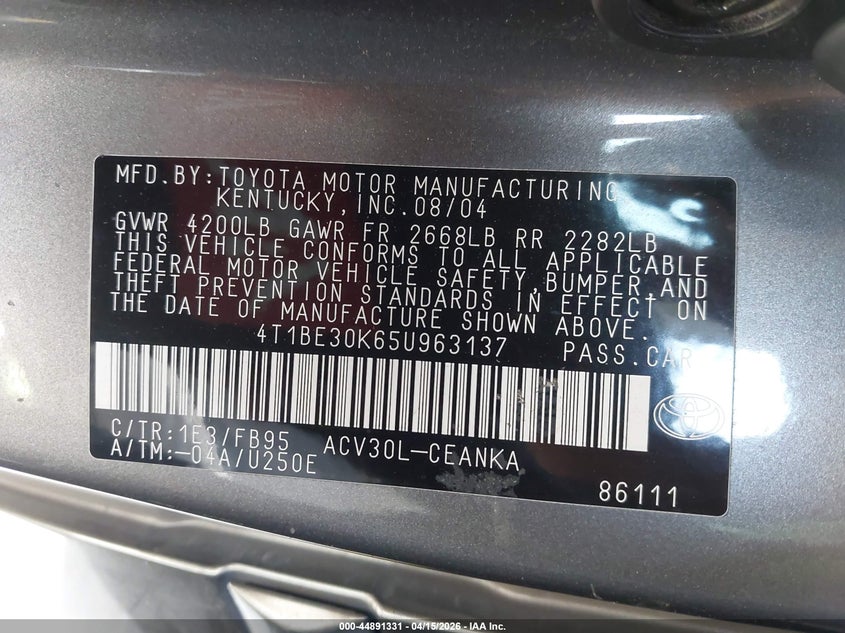 MFD.BY:TOYOTA MOTOR MANUFACTURING
KENTUCKY,INC.08/04
GVWR 4200LB GAWR FR 2668LB RR 2282LB
THIS VEHICLE CONFORMS TO ALL APPLICABLE
FEDERAL MOTOR VEHICLE SAFETY,BUMPER,AND
THEFT PREVENTION STANDARDS IN EFFECT ON
THE DATE OF MANUFACTURE SHOWN ABOVE.
4T1BE30K65U963137 PASS.CAR
C/TR:1E3/FB95 ACV30L-CEANKA
A/TM:-04A/U250E
86111
000-44891331 - 04/15/2026 - IAA Inc.